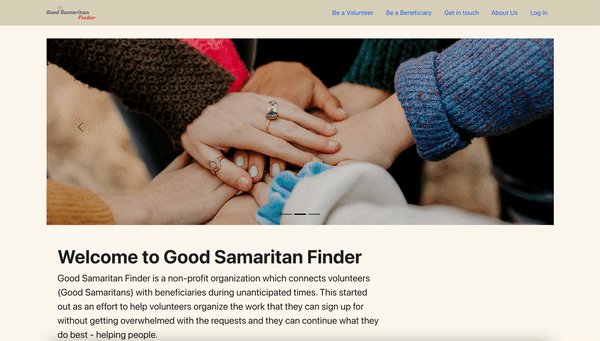 Good Samaritan
Finder
Be a Volunteer
Be a Beneficiary
Get in touch
About Us
Log In
Welcome to Good Samaritan Finder
Good Samaritan Finder is a non-profit organization which connects volunteers
(Good Samaritans) with beneficiaries during unanticipated times. This started
out as an effort to help volunteers organize the work that they can sign up for
without getting overwhelmed with the requests and they can continue what they
do best - helping people.